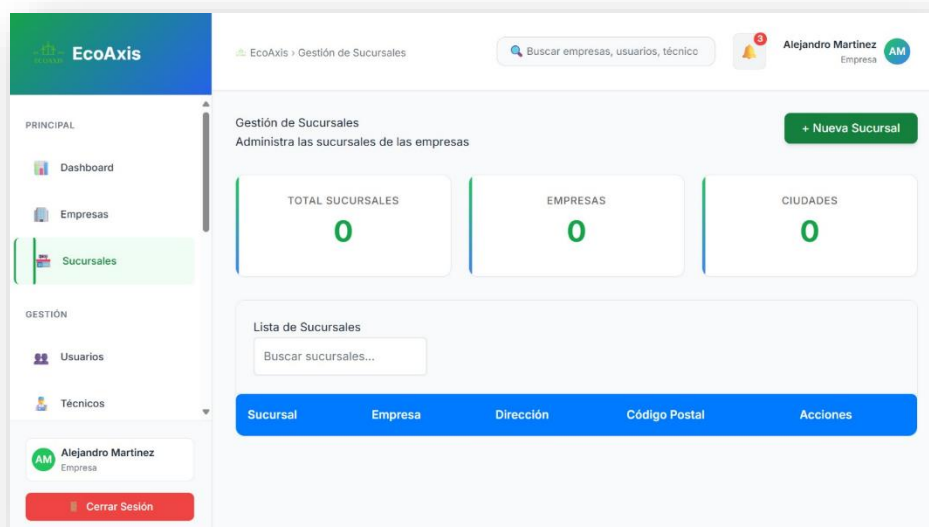 EcoAxis
EcoAxis › Gestión de Sucursales
Buscar empresas, usuarios, técnico
3
Alejandro Martinez
Empresa
AM
PRINCIPAL
Dashboard
Empresas
Sucursales
GESTIÓN
Usuarios
Técnicos
AM
Alejandro Martinez
Empresa
Cerrar Sesión
Gestión de Sucursales
Administra las sucursales de las empresas
+ Nueva Sucursal
TOTAL SUCURSALES
0
EMPRESAS
0
CIUDADES
0
Lista de Sucursales
Buscar sucursales...
Sucursal Empresa Dirección Código Postal Acciones